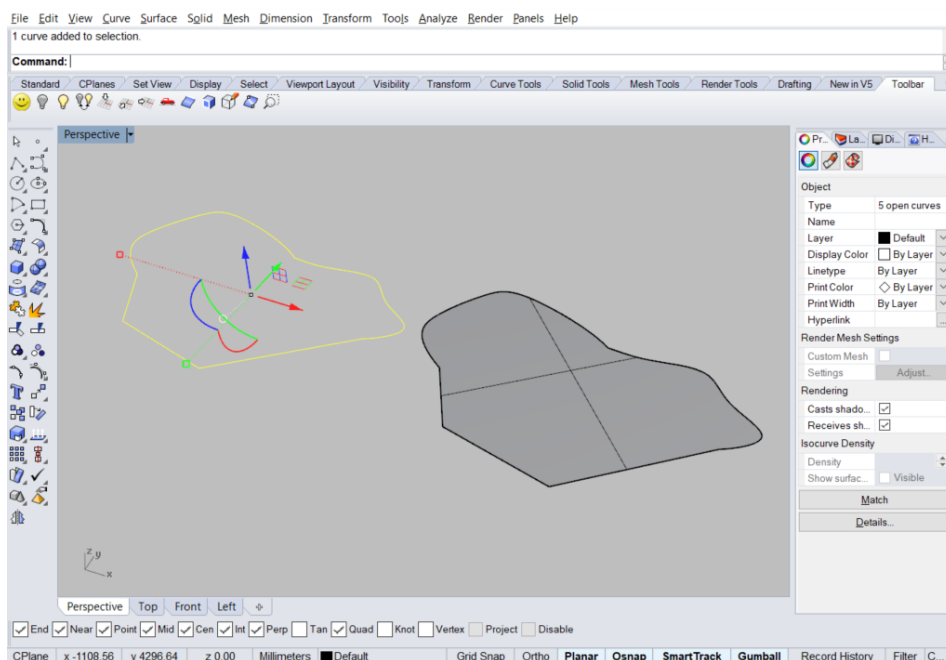 File Edit View Curve Surface Solid Mesh Dimension Transform Tools Analyze Render Panels Help
1 curve added to selection.
Command:
Standard CPlanes Set View Display Select Viewport Layout Visibility Transform Curve Tools Solid Tools Mesh Tools Render Tools Drafting New in V5 Toolbar
Perspective
Pr... La... Di... H...
Object
Type 5 open curves
Name
Layer Default
Display Color By Layer
Linetype By Layer
Print Color By Layer
Print Width By Layer
Hyperlink ...
Render Mesh Settings
Custom Mesh
Settings Adjust...
Rendering
Casts shado...
Receives sh...
Isocurve Density
Density
Show surfac... Visible
Match
Details...
z y
x
Perspective Top Front Left
End Near Point Mid Cen Int Perp Tan Quad Knot Vertex Project Disable
CPlane x -1108.56 y 4296.64 z 0.00 Millimeters Default Grid Snap Ortho Planar Osnap SmartTrack Gumball Record History Filter C